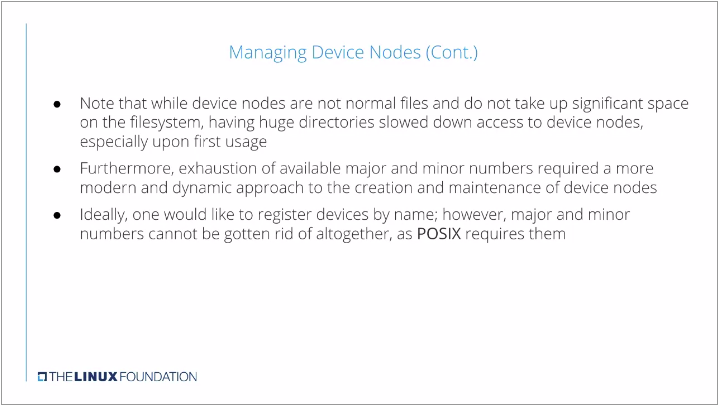 Managing Device Nodes (Cont.)
● Note that while device nodes are not normal files and do not take up significant space
on the filesystem, having huge directories slowed down access to device nodes,
especially upon first usage
● Furthermore, exhaustion of available major and minor numbers required a more
modern and dynamic approach to the creation and maintenance of device nodes
● Ideally, one would like to register devices by name; however, major and minor
numbers cannot be gotten rid of altogether, as POSIX requires them
THE LINUX FOUNDATION